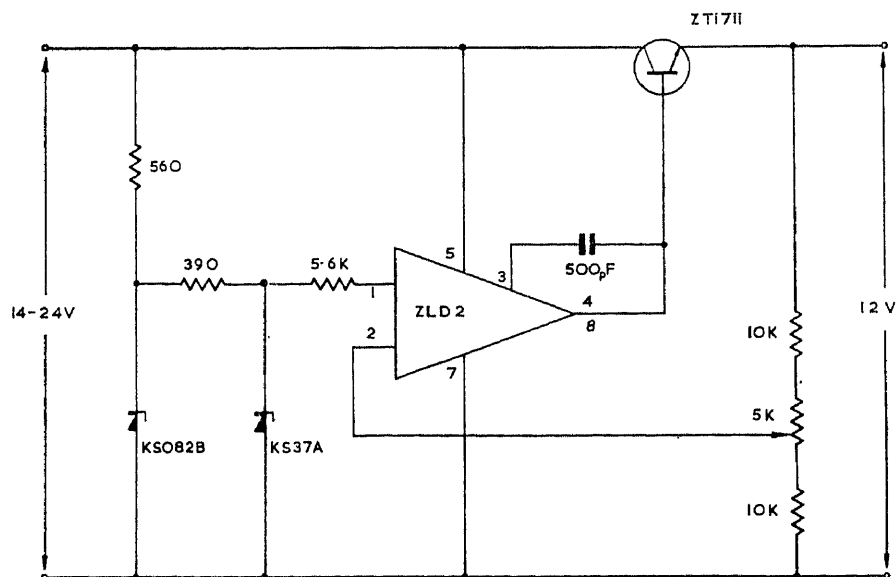 ZT1711
560
390
5·6K
5
3
500pF
1
ZLD2
4
14-24V
12V
2
8
7
10K
5K
KS082B
KS37A
10K